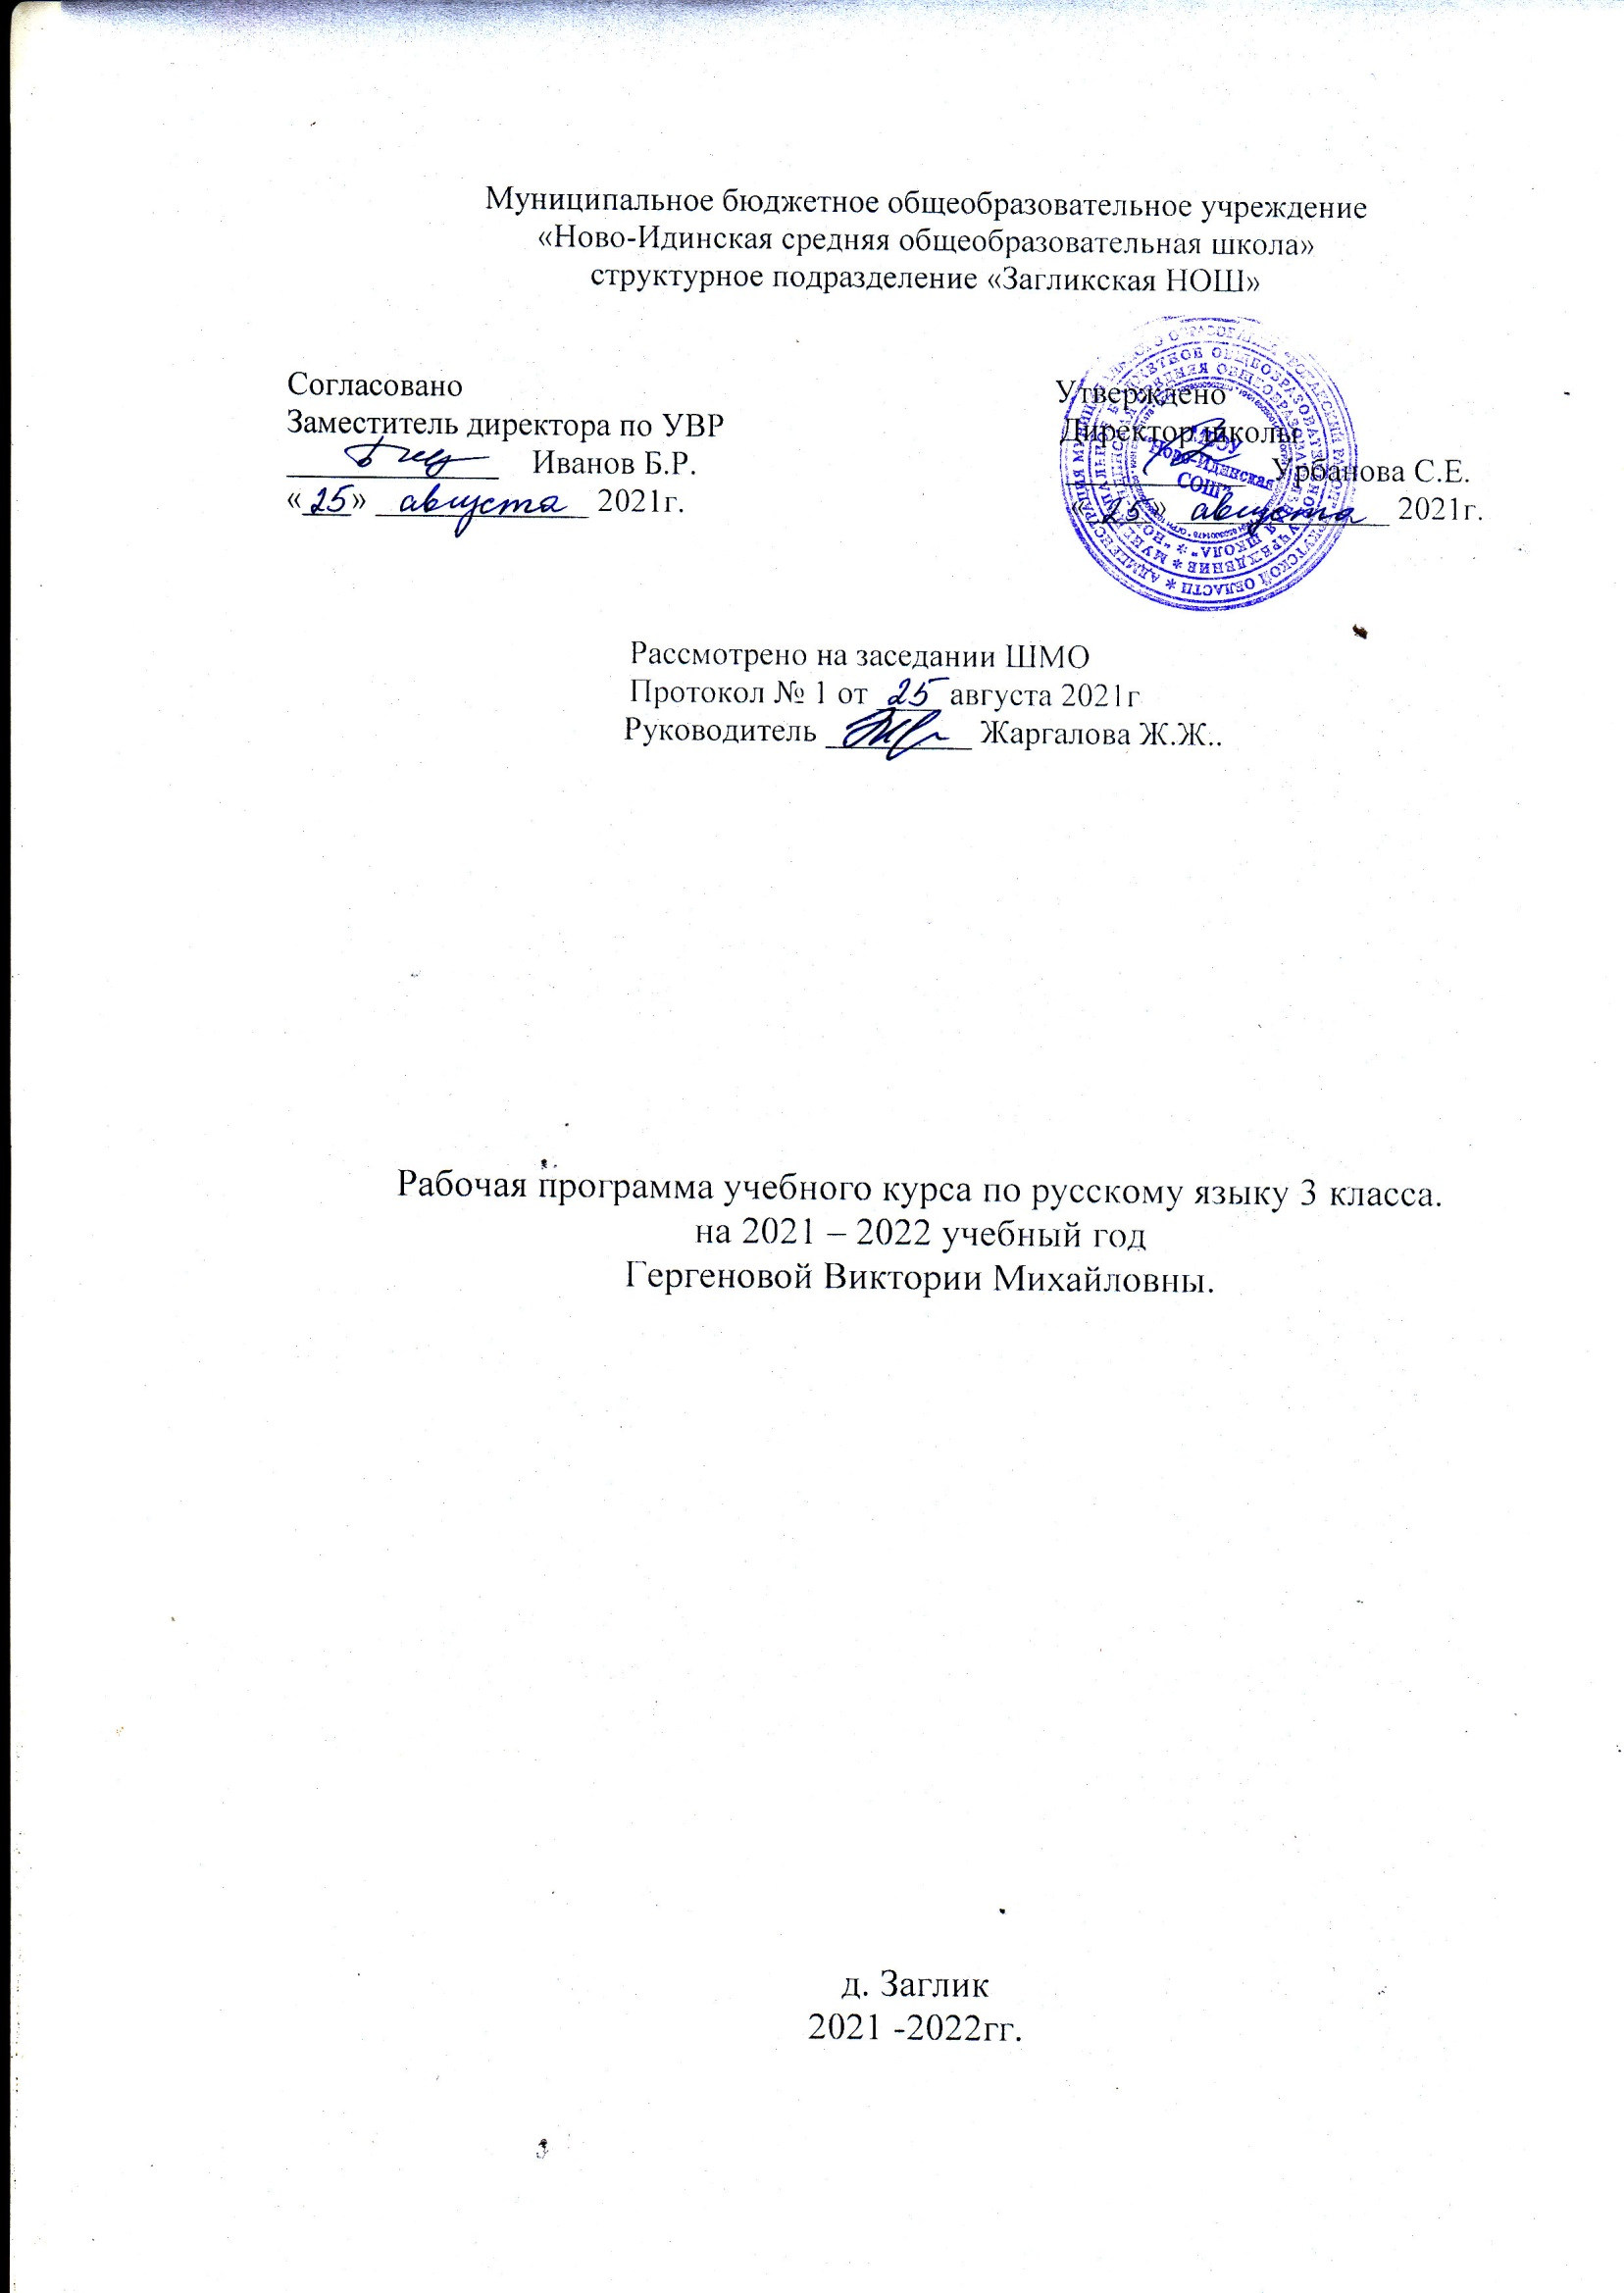 Муниципальное бюджетное общеобразовательное учреждение
«Ново-Идинская средняя общеобразовательная школа»
структурное подразделение «Загликская НОШ»
Согласовано
Заместитель директора по УВР
Иванов Б.Р.
«25» августа 2021г.
Утверждено
Директор школы
Урбанова С.Е.
«25» августа 2021г.
"Ново-Идинская
СОШ"
Рассмотрено на заседании ШМО
Протокол № 1 от 25 августа 2021г
Руководитель Жаргалова Ж.Ж..
Рабочая программа учебного курса по русскому языку 3 класса.
на 2021 – 2022 учебный год
Гергеновой Виктории Михайловны.
д. Заглик
2021 -2022гг.